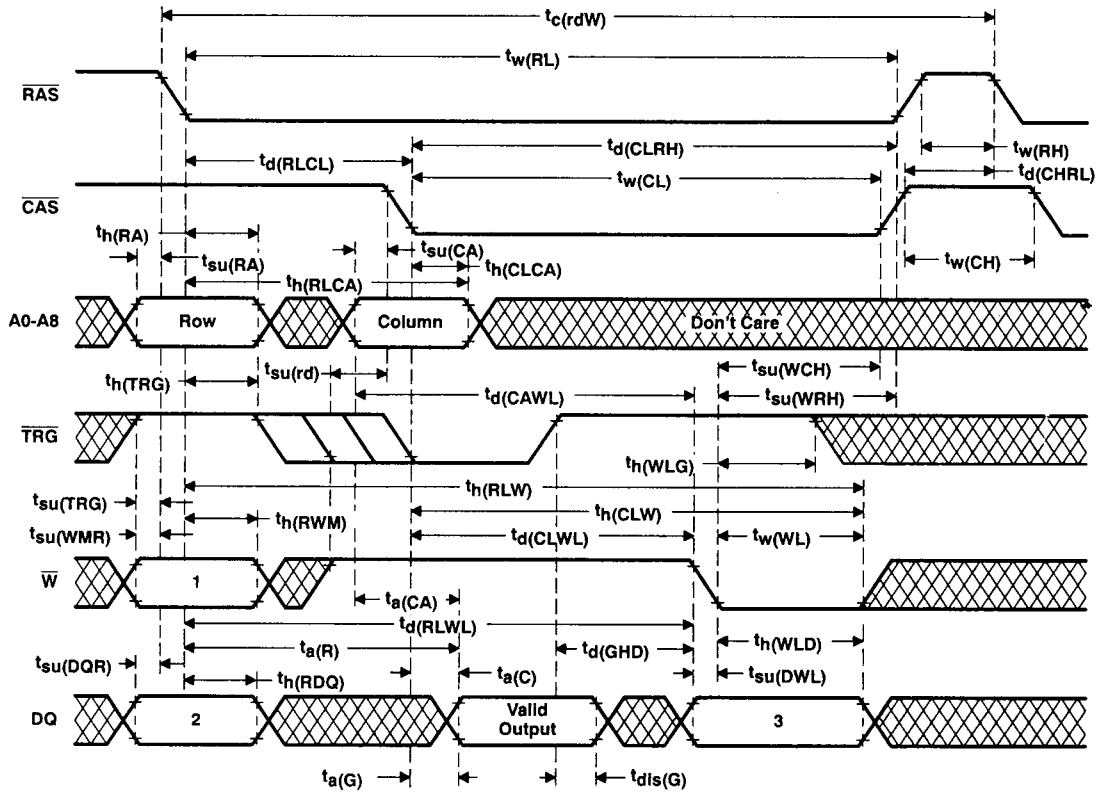 tc(rdW)
tw(RL)
RAS
td(CLRH)
tw(RH)
td(RLCL)
tw(CL)
td(CHRL)
CAS
th(RA)
tsu(CA)
tsu(RA)
th(CLCA)
tw(CH)
th(RLCA)
A0-A8
Row
Column
Don't Care
tsu(WCH)
th(TRG)
tsu(rd)
td(CAWL)
tsu(WRH)
TRG
th(WLG)
th(RLW)
tsu(TRG)
th(RWM)
th(CLW)
tsu(WMR)
td(CLWL)
tw(WL)
W
1
ta(CA)
td(RLWL)
th(WLD)
ta(R)
td(GHD)
tsu(DQR)
th(RDQ)
ta(C)
tsu(DWL)
DQ
2
Valid
Output
3
ta(G)
tdis(G)